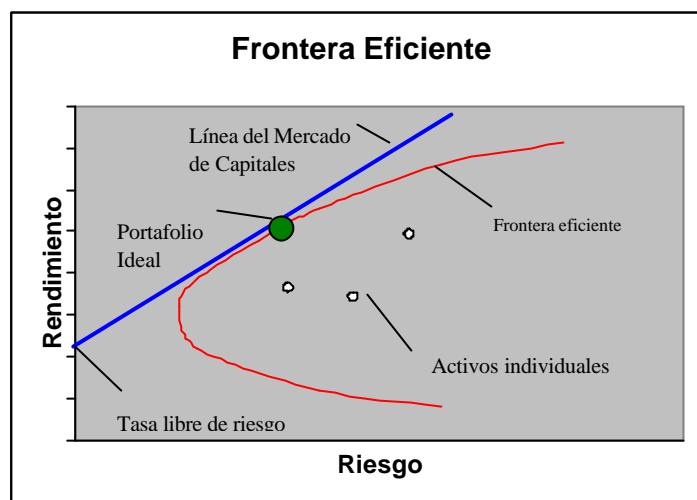 Frontera Eficiente
Línea del Mercado
de Capitales
Frontera eficiente
Portafolio
Ideal
Rendimiento
Activos individuales
Tasa libre de riesgo
Riesgo